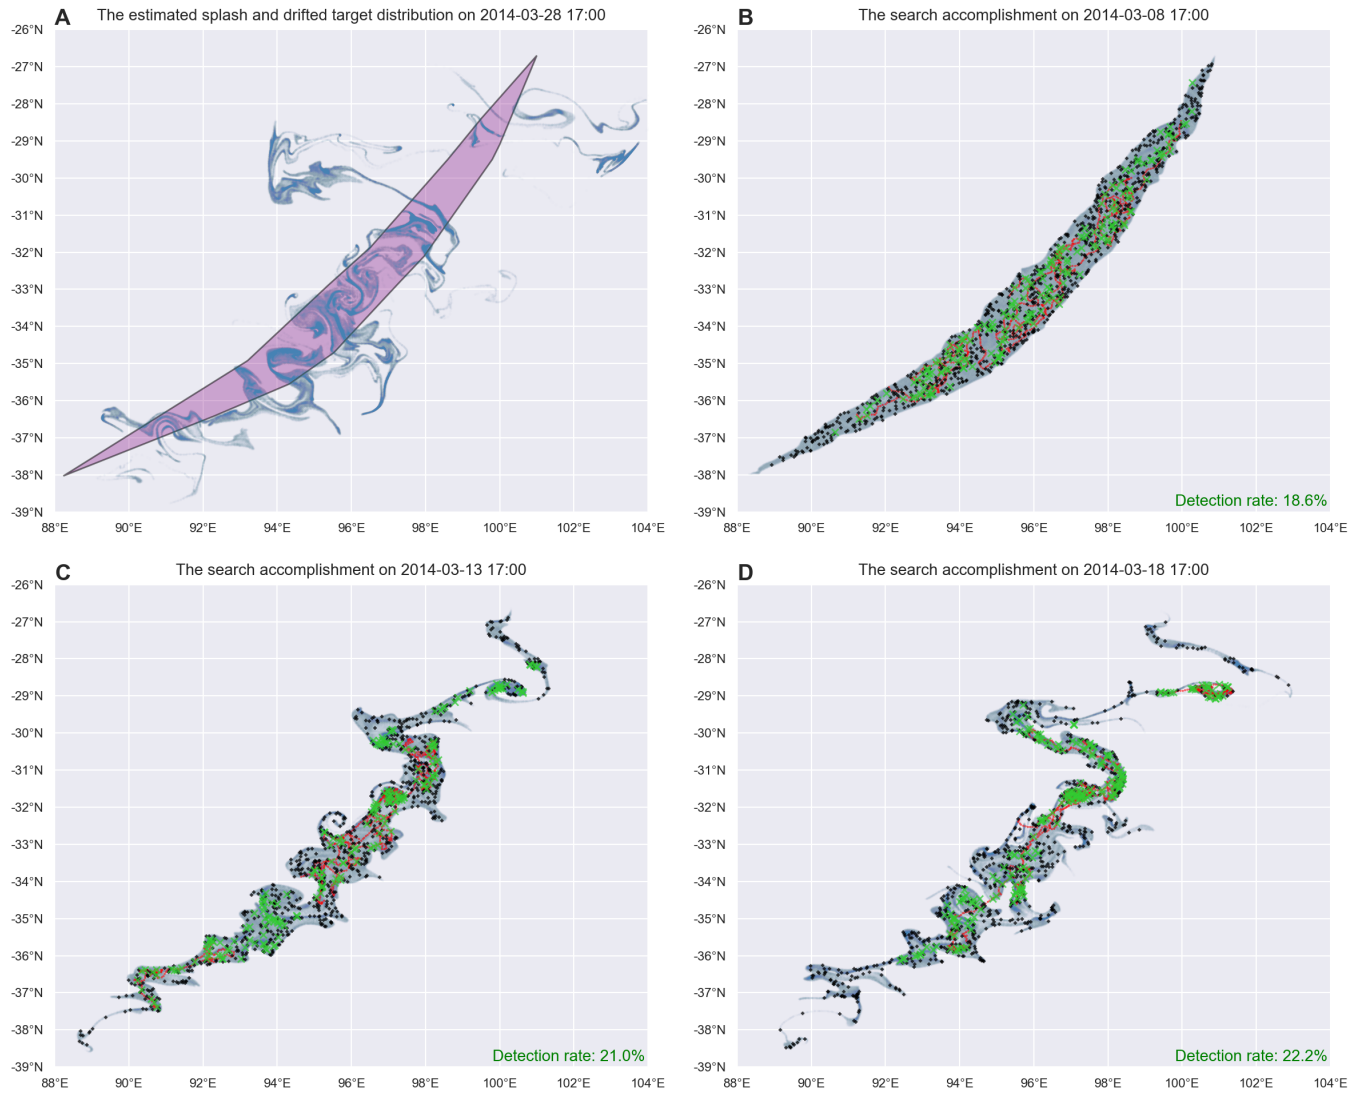 A The estimated splash and drifted target distribution on 2014-03-28 17:00
-26°N
-27°N
-28°N
-29°N
-30°N
-31°N
-32°N
-33°N
-34°N
-35°N
-36°N
-37°N
-38°N
-39°N
88°E 90°E 92°E 94°E 96°E 98°E 100°E 102°E 104°E
B The search accomplishment on 2014-03-08 17:00
-26°N
-27°N
-28°N
-29°N
-30°N
-31°N
-32°N
-33°N
-34°N
-35°N
-36°N
-37°N
-38°N
Detection rate: 18.6%
-39°N
88°E 90°E 92°E 94°E 96°E 98°E 100°E 102°E 104°E
C The search accomplishment on 2014-03-13 17:00
-26°N
-27°N
-28°N
-29°N
-30°N
-31°N
-32°N
-33°N
-34°N
-35°N
-36°N
-37°N
-38°N
Detection rate: 21.0%
-39°N
88°E 90°E 92°E 94°E 96°E 98°E 100°E 102°E 104°E
D The search accomplishment on 2014-03-18 17:00
-26°N
-27°N
-28°N
-29°N
-30°N
-31°N
-32°N
-33°N
-34°N
-35°N
-36°N
-37°N
-38°N
Detection rate: 22.2%
-39°N
88°E 90°E 92°E 94°E 96°E 98°E 100°E 102°E 104°E